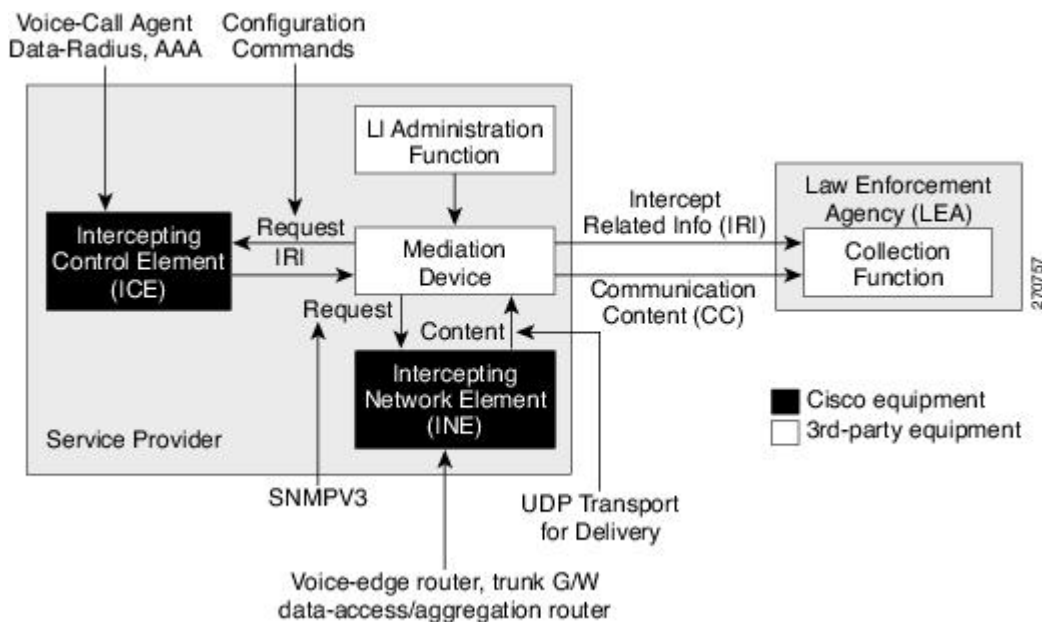 Voice-Call Agent
Data-Radius, AAA
Configuration
Commands
LI Administration
Function
Law Enforcement
Agency (LEA)
Intercepting
Control Element
(ICE)
Request
IRI
Mediation
Device
Intercept
Related Info (IRI)
Collection
Function
Communication
Content (CC)
Request
Content
Intercepting
Network Element
(INE)
Service Provider
Cisco equipment
3rd-party equipment
SNMPV3
UDP Transport
for Delivery
Voice-edge router, trunk G/W
data-access/aggregation router
270757